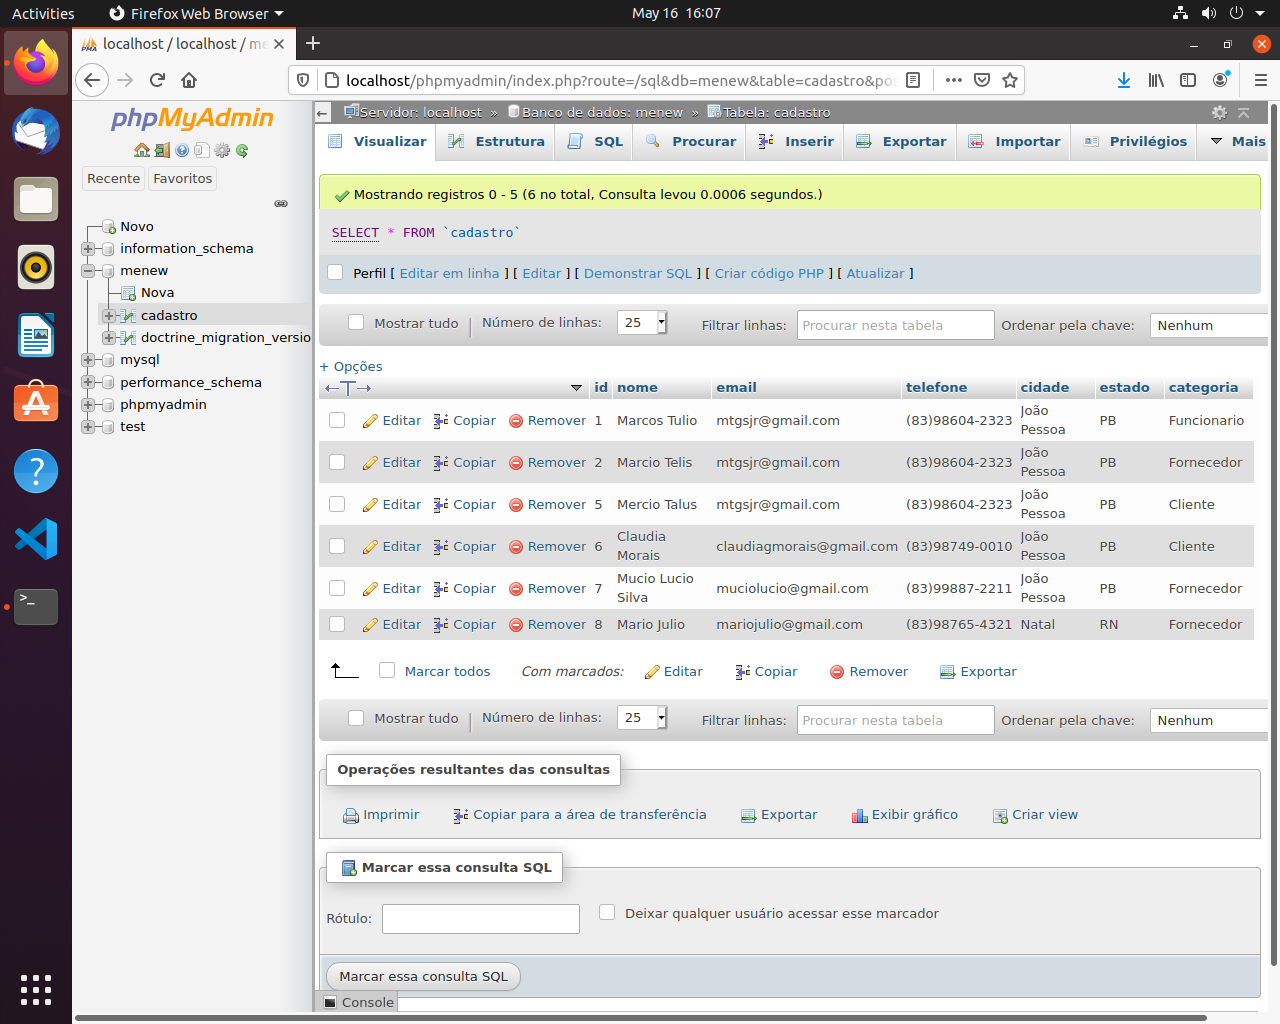 Activities Firefox Web Browser May 16 16:07
localhost / localhost / me
localhost/phpmyadmin/index.php?route=/sql&db=menew&table=cadastro&pos
phpMyAdmin
Recente Favoritos
Novo
information_schema
menew
Nova
cadastro
doctrine_migration_versio
mysql
performance_schema
phpmyadmin
test
Servidor: localhost » Banco de dados: menew » Tabela: cadastro
Visualizar Estrutura SQL Procurar Inserir Exportar Importar Privilégios Mais
Mostrando registros 0 - 5 (6 no total, Consulta levou 0.0006 segundos.)
SELECT * FROM `cadastro`
Perfil [ Editar em linha ] [ Editar ] [ Demonstrar SQL ] [ Criar código PHP ] [ Atualizar ]
Mostrar tudo | Número de linhas: 25 Filtrar linhas: Procurar nesta tabela Ordenar pela chave: Nenhum
+ Opções
←T→ id nome email telefone cidade estado categoria
Editar Copiar Remover 1 Marcos Tulio mtgsjr@gmail.com (83)98604-2323 João Pessoa PB Funcionario
Editar Copiar Remover 2 Marcio Telis mtgsjr@gmail.com (83)98604-2323 João Pessoa PB Fornecedor
Editar Copiar Remover 5 Mercio Talus mtgsjr@gmail.com (83)98604-2323 João Pessoa PB Cliente
Editar Copiar Remover 6 Claudia Morais claudiagmorais@gmail.com (83)98749-0010 João Pessoa PB Cliente
Editar Copiar Remover 7 Mucio Lucio Silva muciolucio@gmail.com (83)99887-2211 João Pessoa PB Fornecedor
Editar Copiar Remover 8 Mario Julio mariojulio@gmail.com (83)98765-4321 Natal RN Fornecedor
Marcar todos Com marcados: Editar Copiar Remover Exportar
Mostrar tudo | Número de linhas: 25 Filtrar linhas: Procurar nesta tabela Ordenar pela chave: Nenhum
Operações resultantes das consultas
Imprimir Copiar para a área de transferência Exportar Exibir gráfico Criar view
Marcar essa consulta SQL
Rótulo: Deixar qualquer usuário acessar esse marcador
Marcar essa consulta SQL
Console